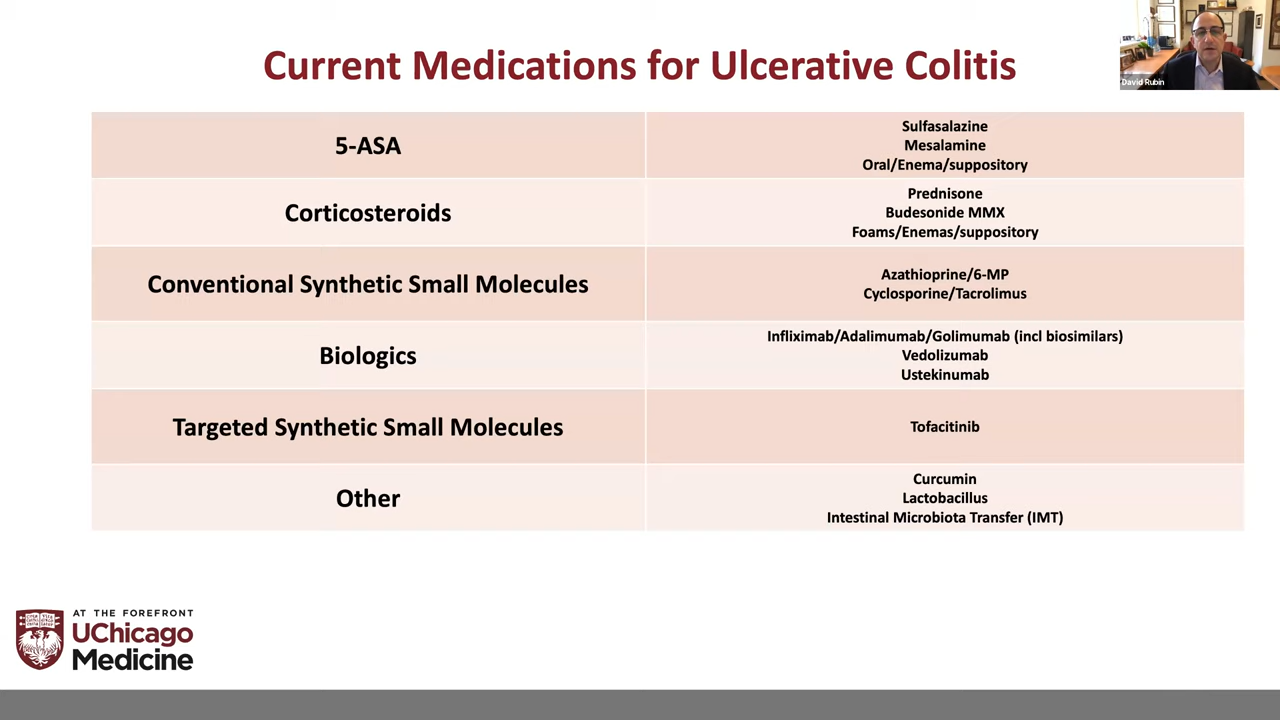 Current Medications for Ulcerative Colitis
David Rubin
5-ASA
Sulfasalazine
Mesalamine
Oral/Enema/suppository
Corticosteroids
Prednisone
Budesonide MMX
Foams/Enemas/suppository
Conventional Synthetic Small Molecules
Azathioprine/6-MP
Cyclosporine/Tacrolimus
Biologics
Infliximab/Adalimumab/Golimumab (incl biosimilars)
Vedolizumab
Ustekinumab
Targeted Synthetic Small Molecules
Tofacitinib
Other
Curcumin
Lactobacillus
Intestinal Microbiota Transfer (IMT)
AT THE FOREFRONT
UChicago
Medicine